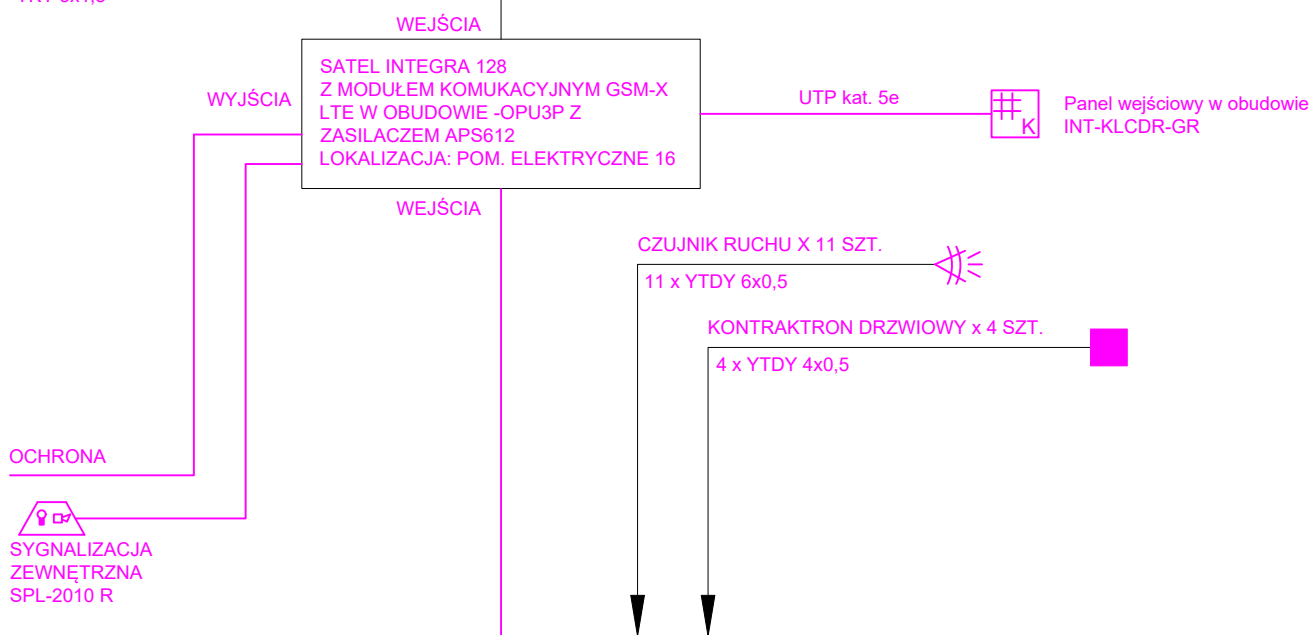 WEJŚCIA
SATEL INTEGRA 128
Z MODUŁEM KOMUKACYJNYM GSM-X
LTE W OBUDOWIE -OPU3P Z
ZASILACZEM APS612
LOKALIZACJA: POM. ELEKTRYCZNE 16
WYJŚCIA
UTP kat. 5e
K
Panel wejściowy w obudowie
INT-KLCDR-GR
WEJŚCIA
CZUJNIK RUCHU X 11 SZT.
11 x YTDY 6x0,5
KONTRAKTRON DRZWIOWY x 4 SZT.
4 x YTDY 4x0,5
OCHRONA
SYGNALIZACJA
ZEWNĘTRZNA
SPL-2010 R